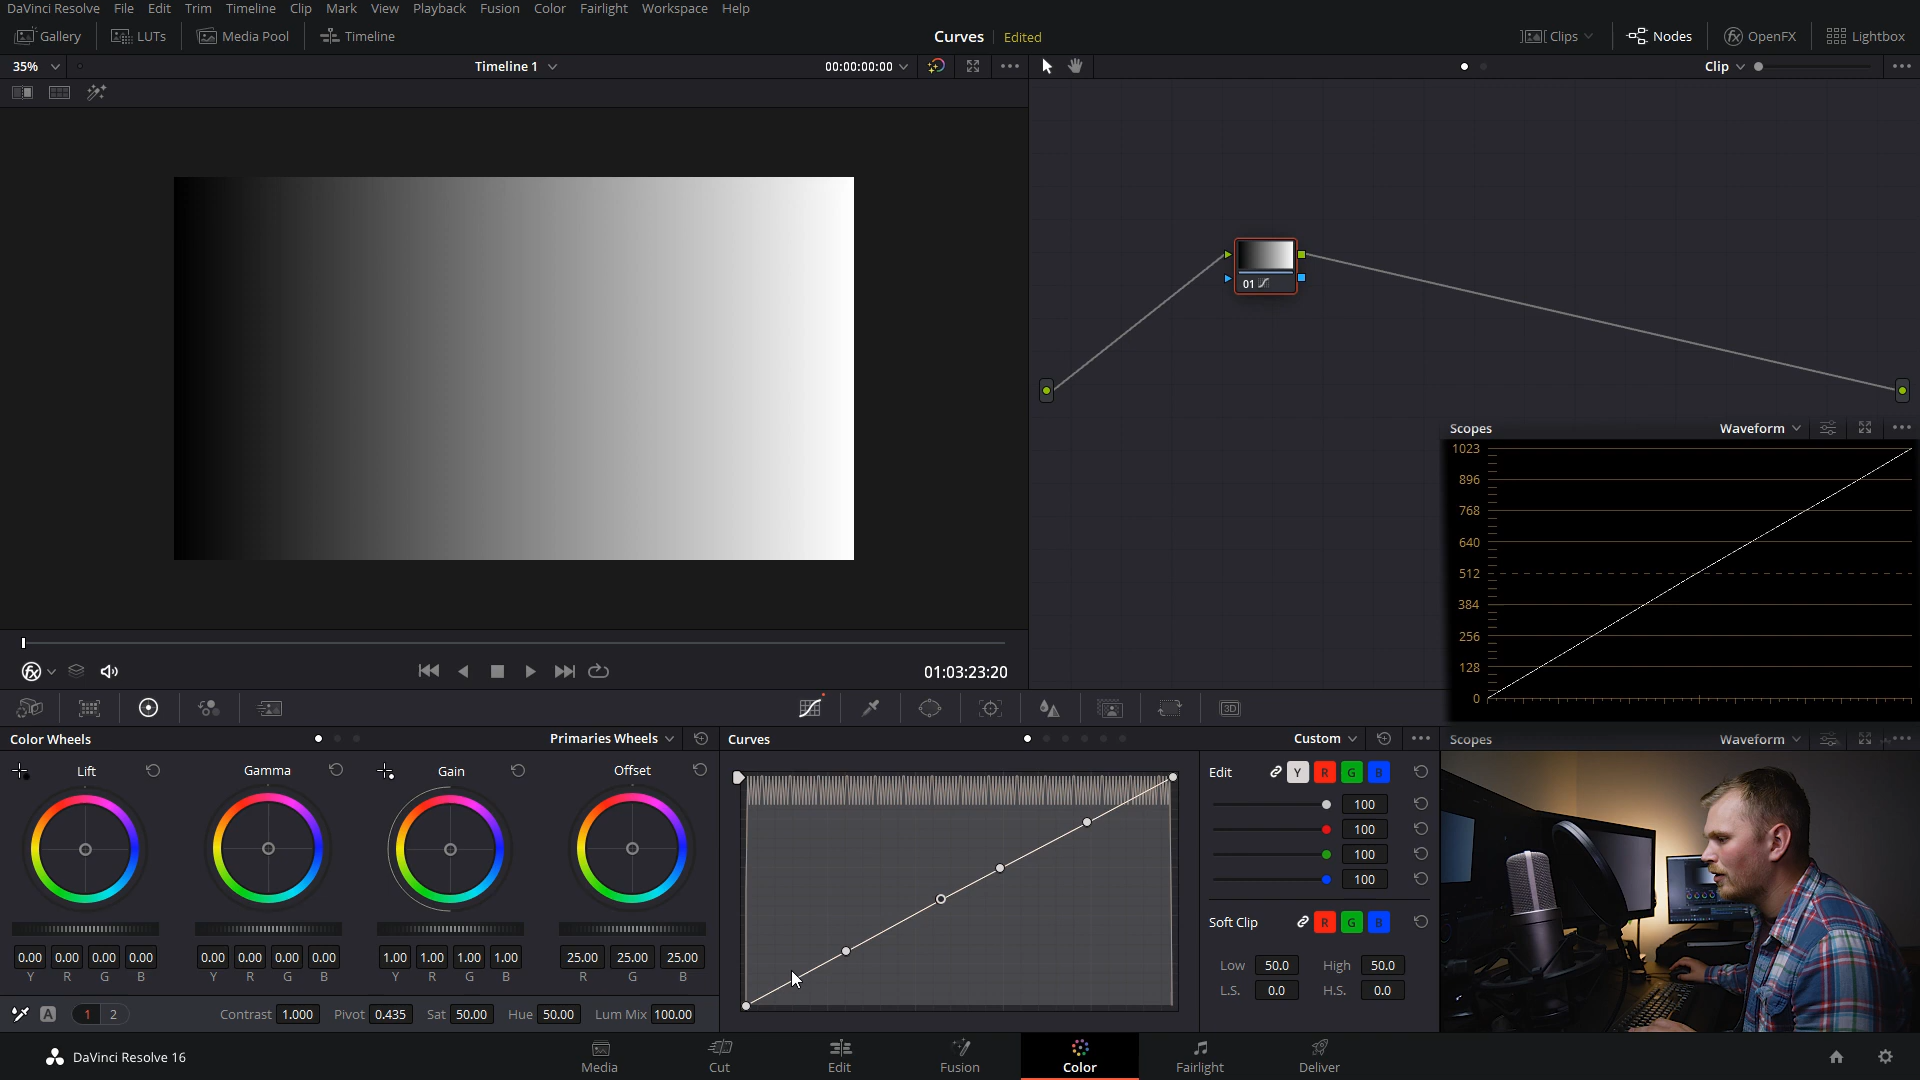 DaVinci Resolve File Edit Trim Timeline Clip Mark View Playback Fusion Color Fairlight Workspace Help
Gallery LUTs Media Pool Timeline Curves Edited Clips Nodes OpenFX Lightbox
35% Timeline 1 00:00:00:00 Clip
01
Scopes Waveform
1023
896
768
640
512
384
256
128
0
01:03:23:20
3D
Color Wheels Primaries Wheels Curves Custom Scopes Waveform
Lift Gamma Gain Offset
0.00 0.00 0.00 0.00 0.00 0.00 0.00 0.00 1.00 1.00 1.00 1.00 25.00 25.00 25.00
Y R G B Y R G B Y R G B R G B
A 1 2 Contrast 1.000 Pivot 0.435 Sat 50.00 Hue 50.00 Lum Mix 100.00
Edit Y R G B
100
100
100
100
Soft Clip R G B
Low 50.0 High 50.0
L.S. 0.0 H.S. 0.0
DaVinci Resolve 16 Media Cut Edit Fusion Color Fairlight Deliver